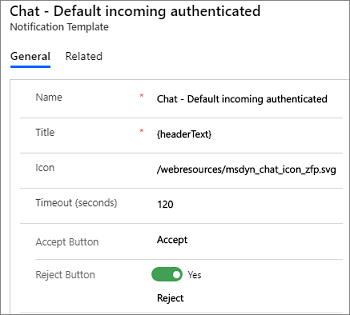 Chat - Default incoming authenticated
Notification Template
General Related
Name * Chat - Default incoming authenticated
Title * {headerText}
Icon /webresources/msdyn_chat_icon_zfp.svg
Timeout (seconds) 120
Accept Button Accept
Reject Button Yes
Reject